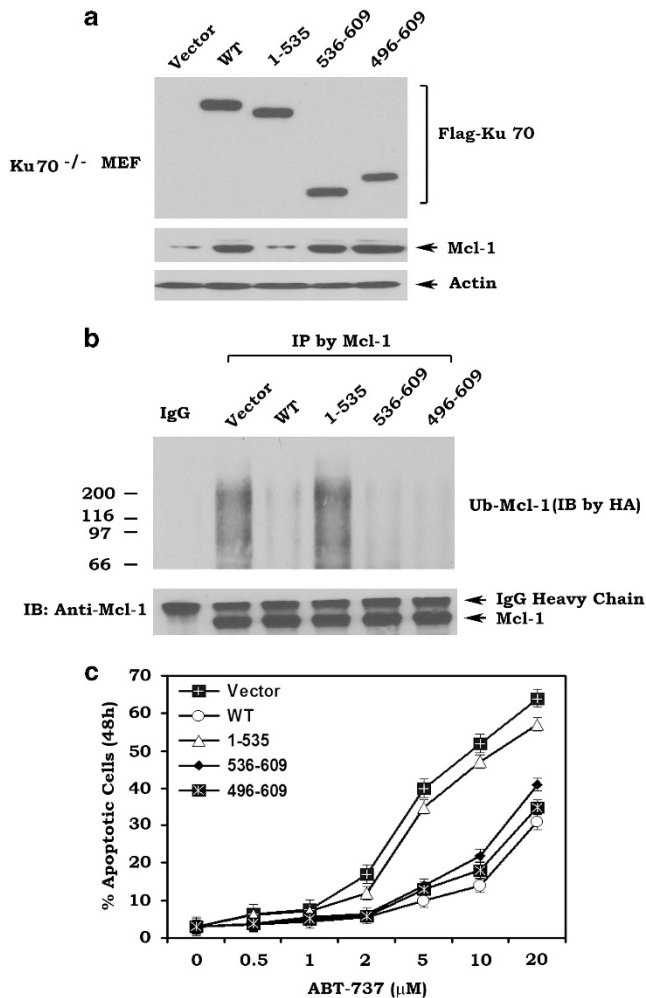 a
Vector WT 1-535 536-609 496-609
Ku70 -/- MEF
Flag-Ku 70
Mcl-1
Actin
b
IP by Mcl-1
IgG Vector WT 1-535 536-609 496-609
200
116
97
66
Ub-Mcl-1(IB by HA)
IB: Anti-Mcl-1
IgG Heavy Chain
Mcl-1
c
% Apoptotic Cells (48h)
70
60
50
40
30
20
10
0
Vector
WT
1-535
536-609
496-609
0 0.5 1 2 5 10 20
ABT-737 (μM)